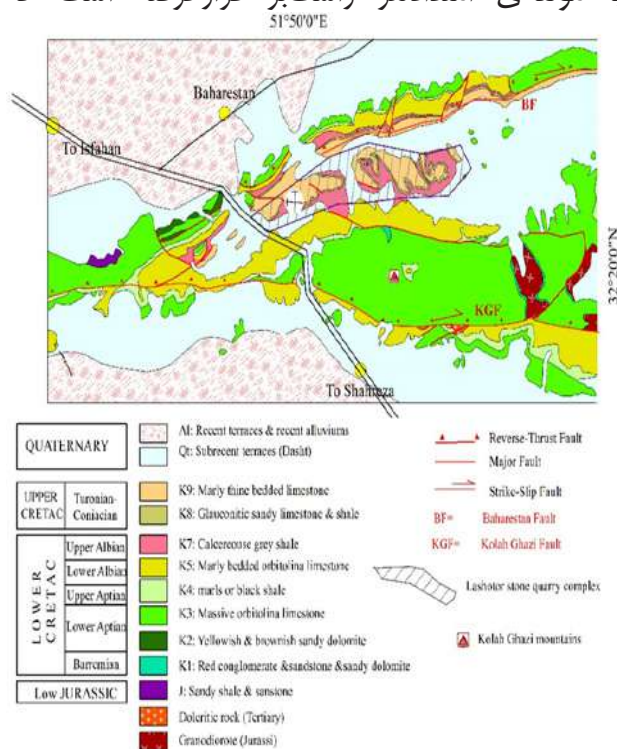 51°50'0"E
Baharestan
BF
To Isfahan
32°20'0"N
KGF
To Shahreza
QUATERNARY
Al: Recent terraces & recent alluviums
Qt: Subrecent terraces (Dasht)
UPPER CRETAC
Turonian-Coniacian
K9: Marly thine bedded limestone
K8: Glauconitic sandy limestone & shale
LOWER CRETAC
Upper Albian
Lower Albian
Upper Aptian
Lower Aptian
Barremian
K7: Calcereouse grey shale
K5: Marly bedded orbitolina limestone
K4: marls or black shale
K3: Massive orbitolina limestone
K2: Yellowish & brownish sandy dolomite
K1: Red conglomerate &sandstone &sandy dolomite
Low JURASSIC
J: Sandy shale & sanstone
Doleritic rock (Tertiary)
Granodiorote (Jurassi)
Reverse-Thrust Fault
Major Fault
Strike-Slip Fault
BF= Baharestan Fault
KGF= Kolah Ghazi Fault
Lashotor stone quarry complex
Kolah Ghazi mountains